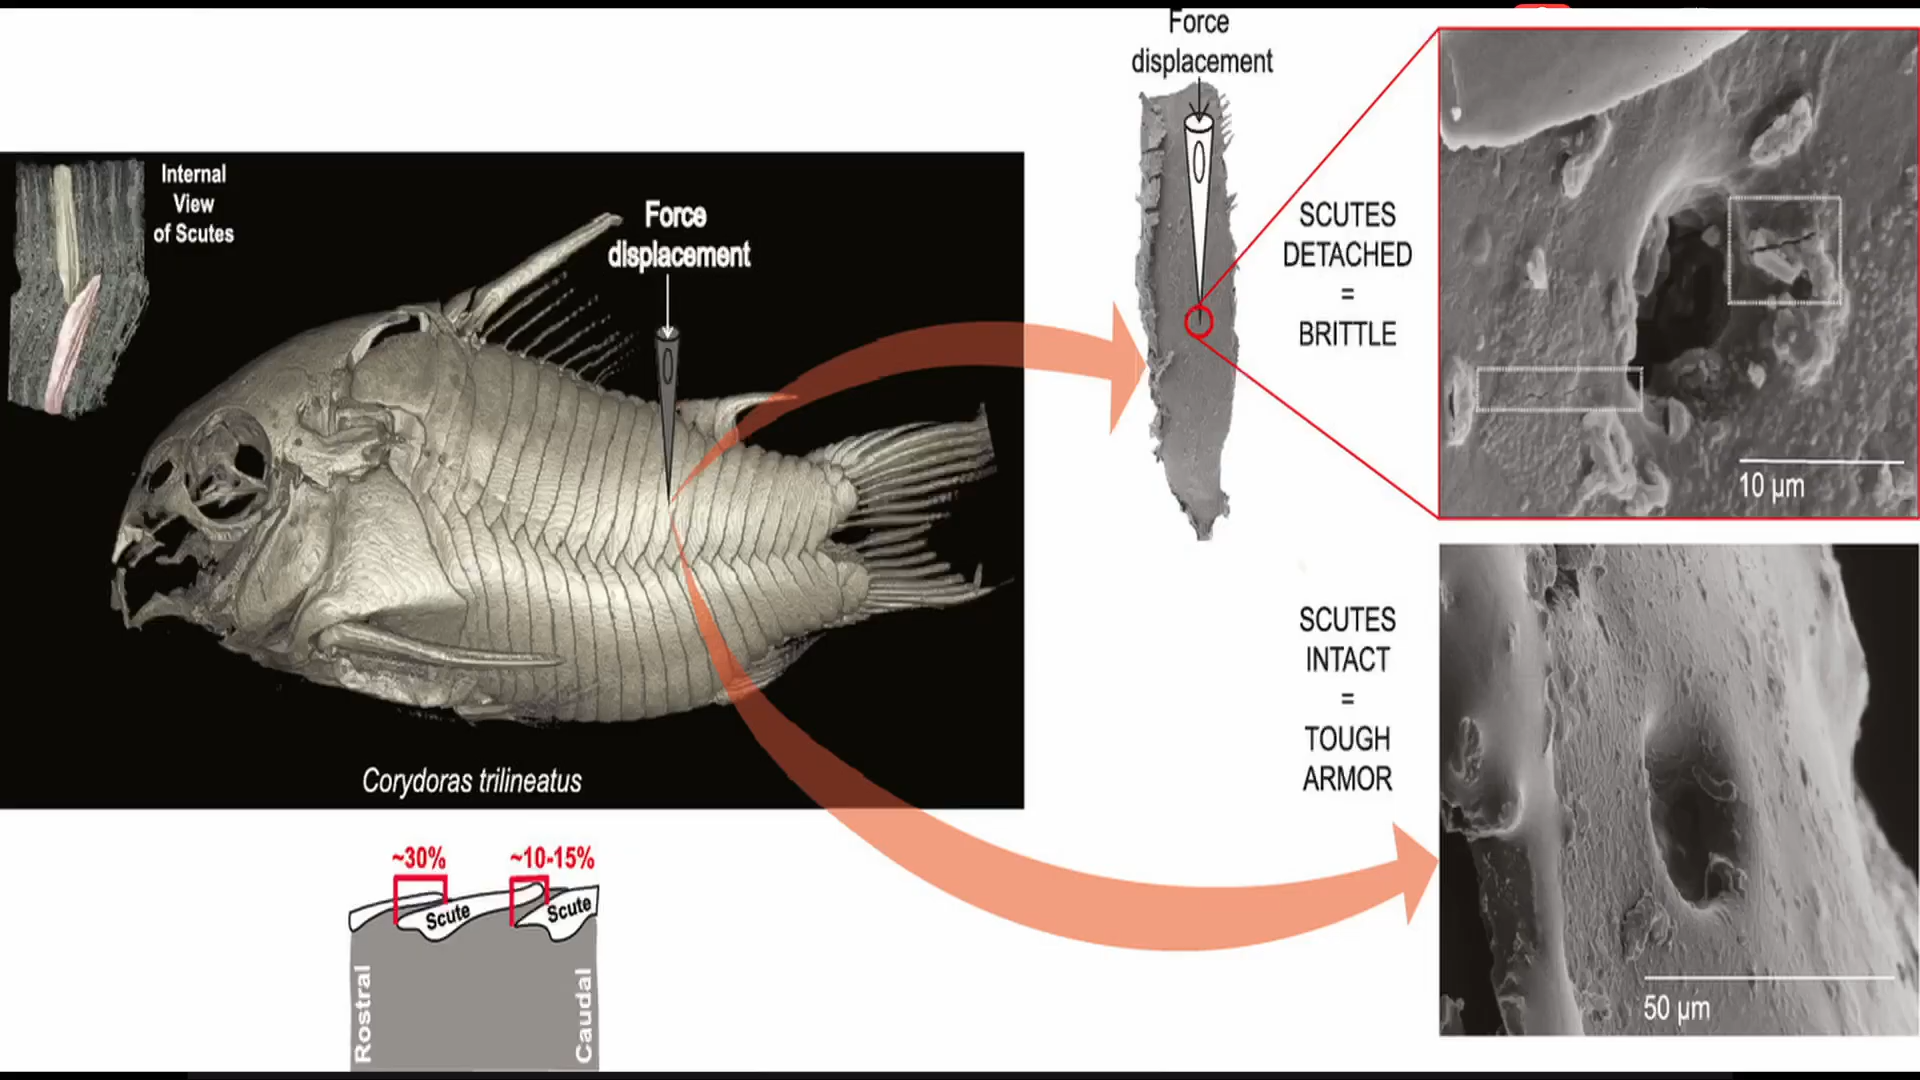 Internal
View
of Scutes
Force
displacement
Corydoras trilineatus
~30%
~10-15%
Scute
Scute
Rostral
Caudal
Force
displacement
SCUTES
DETACHED
=
BRITTLE
10 µm
SCUTES
INTACT
=
TOUGH
ARMOR
50 µm